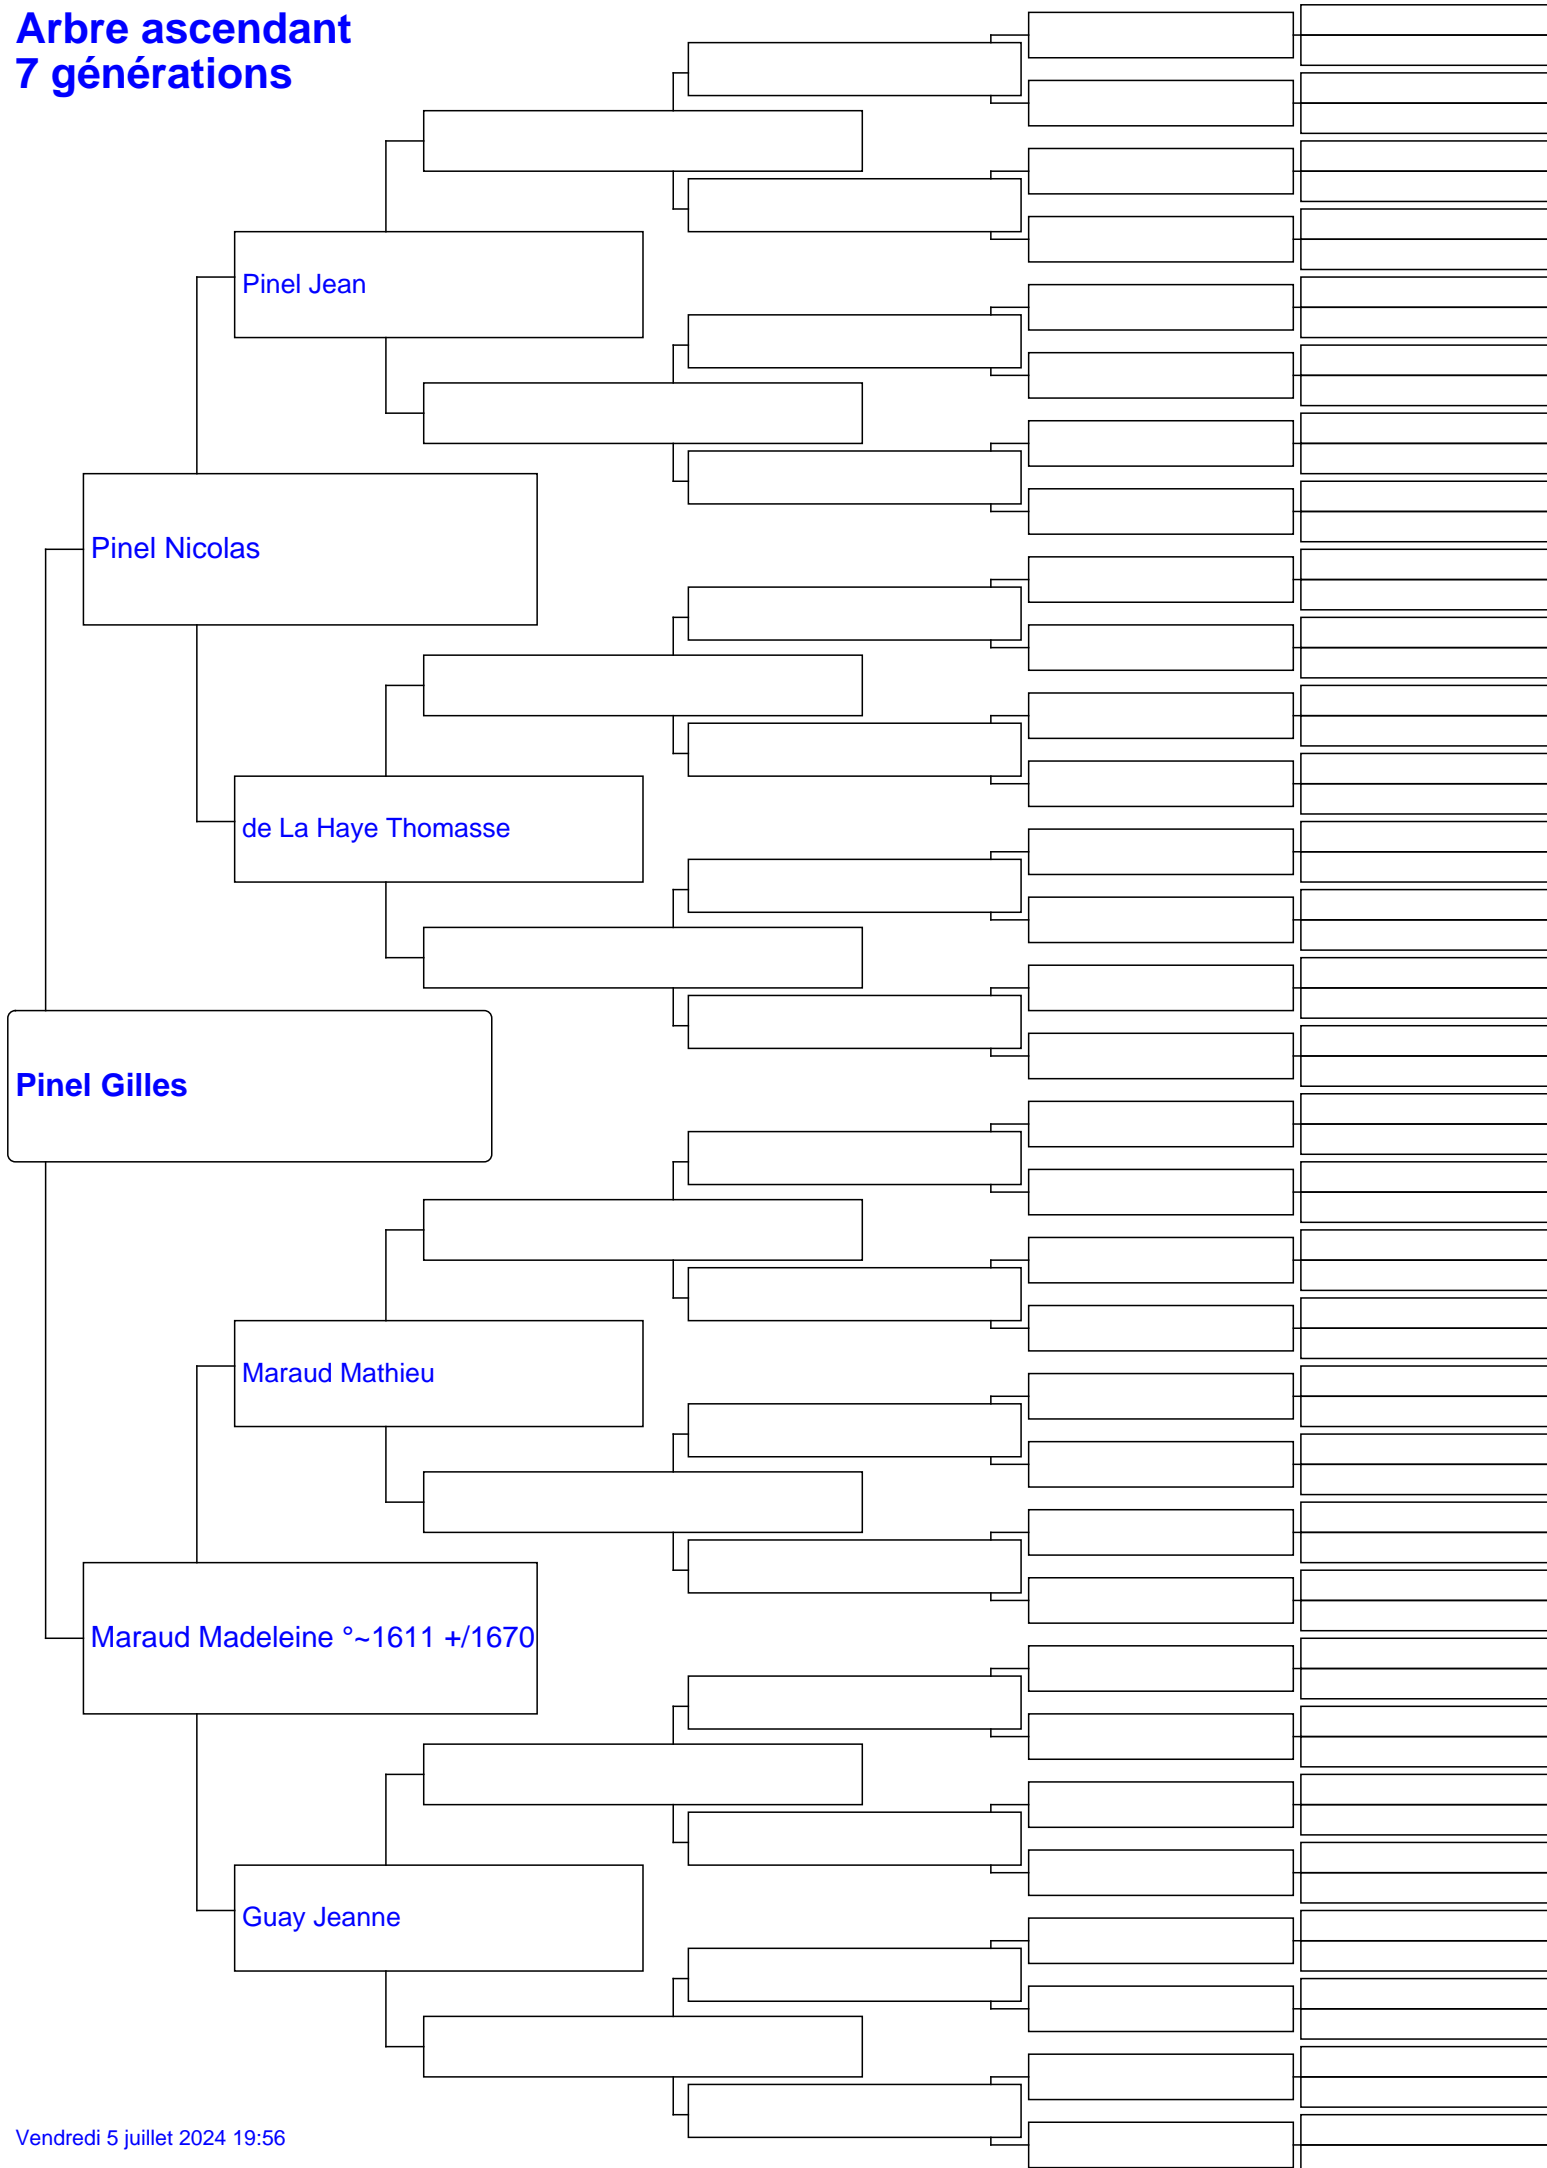 Arbre ascendant
7 générations
Pinel Jean
Pinel Nicolas
de La Haye Thomasse
Pinel Gilles
Maraud Mathieu
Maraud Madeleine °~1611 +/1670
Guay Jeanne
Vendredi 5 juillet 2024 19:56